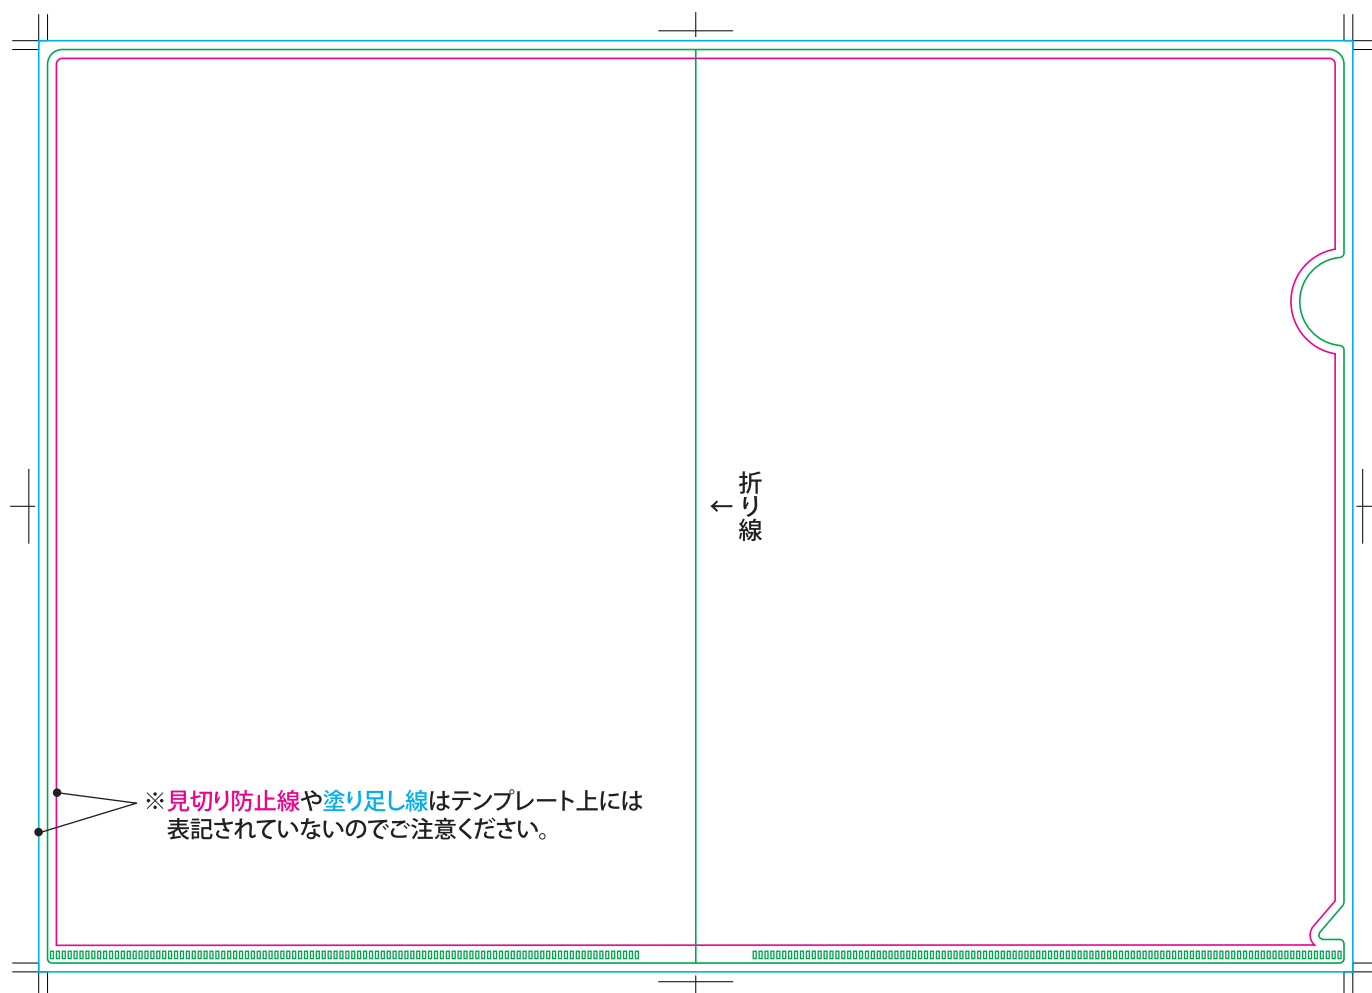 ←折り線
※見切り防止線や塗り足し線はテンプレート上には
表記されていないのでご注意ください。